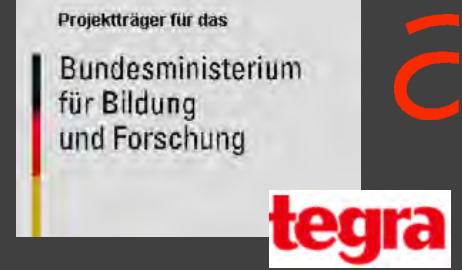 Projektträger für das
Bundesministerium
für Bildung
und Forschung
tegra